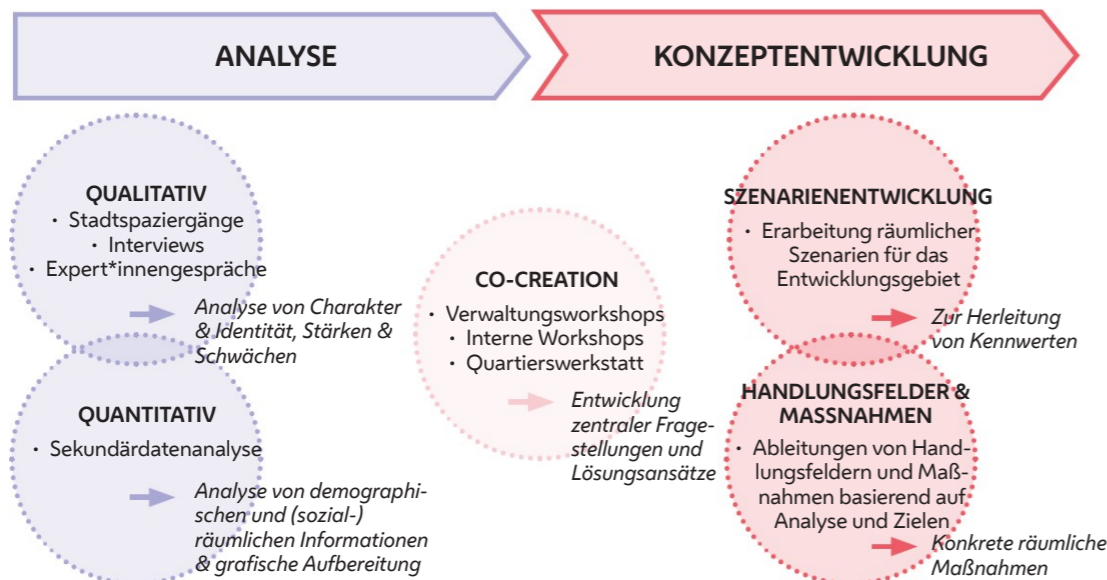 ANALYSE
KONZEPTENTWICKLUNG
QUALITATIV
· Stadtspaziergänge
· Interviews
· Expert*innengespräche
Analyse von Charakter
& Identität, Stärken &
Schwächen
QUANTITATIV
· Sekundärdatenanalyse
Analyse von demographi-
schen und (sozial-)
räumlichen Informationen
& grafische Aufbereitung
CO-CREATION
· Verwaltungsworkshops
· Interne Workshops
· Quartierswerkstatt
Entwicklung
zentraler Frage-
stellungen und
Lösungsansätze
SZENARIENENTWICKLUNG
· Erarbeitung räumlicher
Szenarien für das
Entwicklungsgebiet
Zur Herleitung
von Kennwerten
HANDLUNGSFELDER &
MASSNAHMEN
· Ableitungen von Hand-
lungsfeldern und Maß-
nahmen basierend auf
Analyse und Zielen
Konkrete räumliche
Maßnahmen